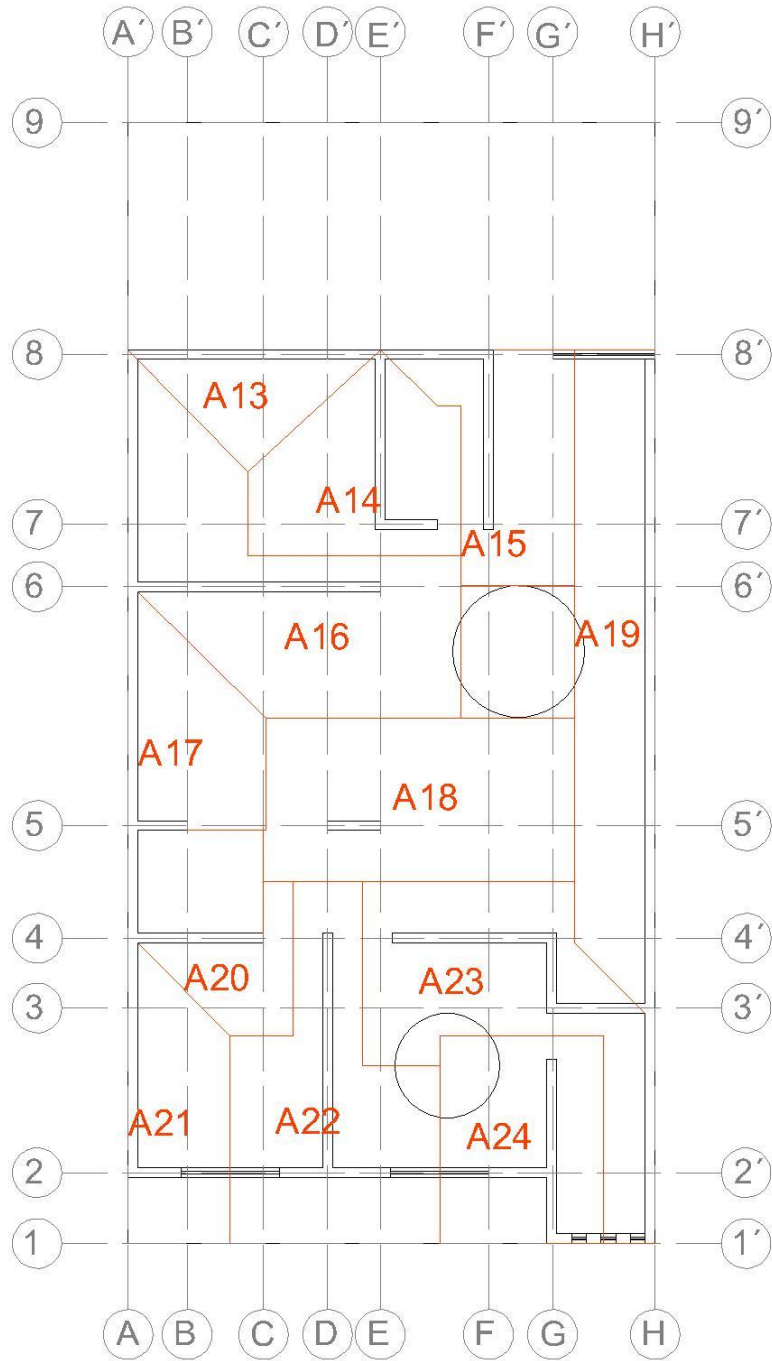 A′ B′ C′ D′ E′ F′ G′ H′
9 9′
8 8′
A13
A14
7 7′
A15
6 6′
A16 A19
A17
A18
5 5′
4 4′
A20 A23
3 3′
A21 A22
A24
2 2′
1 1′
A B C D E F G H